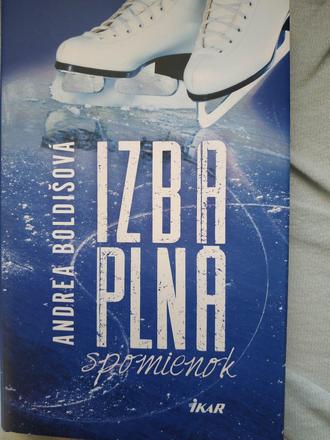 ANDREA BOLDIŠOVÁ
IZBA
PLNÁ
spomienok
IKAR